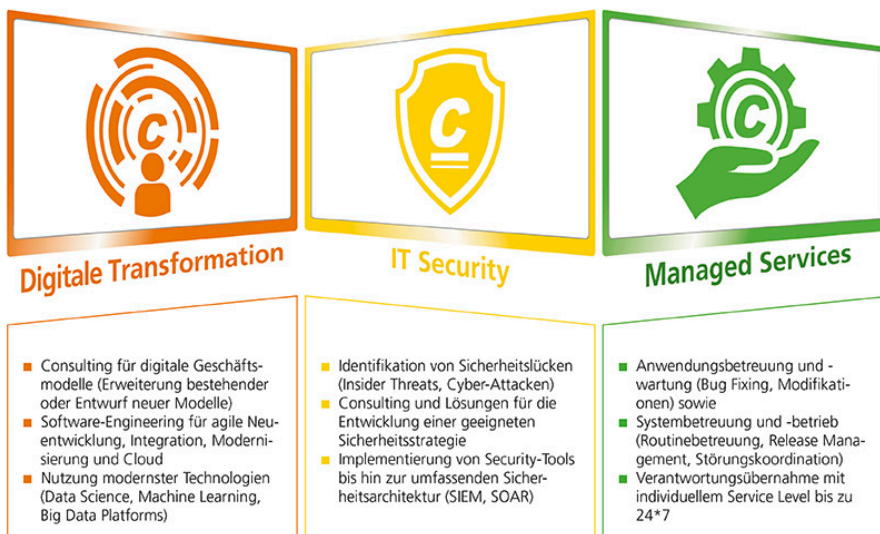 C
C
C
Digitale Transformation
IT Security
Managed Services
Consulting für digitale Geschäfts-
modelle (Erweiterung bestehender
oder Entwurf neuer Modelle)
Software-Engineering für agile Neu-
entwicklung, Integration, Moderni-
sierung und Cloud
Nutzung modernster Technologien
(Data Science, Machine Learning,
Big Data Platforms)
Identifikation von Sicherheitslücken
(Insider Threats, Cyber-Attacken)
Consulting und Lösungen für die
Entwicklung einer geeigneten
Sicherheitsstrategie
Implementierung von Security-Tools
bis hin zur umfassenden Sicher-
heitsarchitektur (SIEM, SOAR)
Anwendungsbetreuung und -
wartung (Bug Fixing, Modifikati-
onen) sowie
Systembetreuung und -betrieb
(Routinebetreuung, Release Mana-
gement, Störungskoordination)
Verantwortungsübernahme mit
individuellem Service Level bis zu
24*7